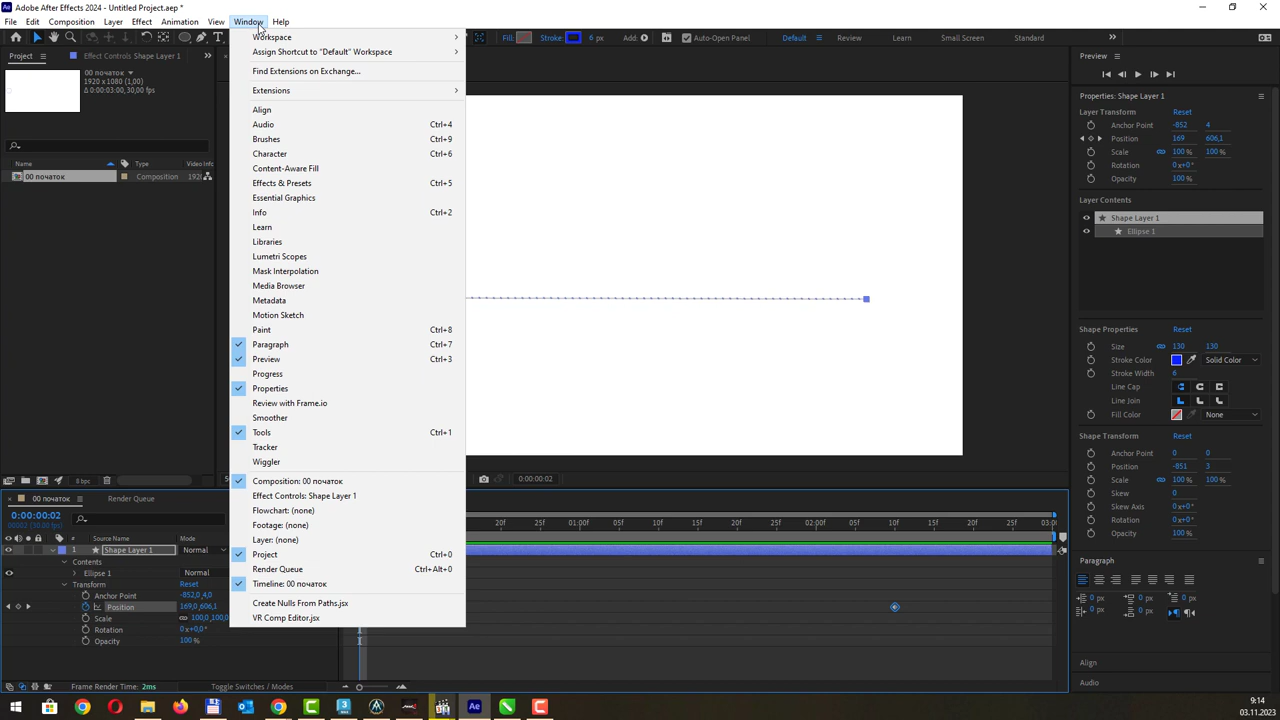 Adobe After Effects 2024 - Untitled Project.aep *
File Edit Composition Layer Effect Animation View Window Help
Stroke: 6 px Add: Auto-Open Panel Default Review Learn Small Screen Standard
Fill:
Project Effect Controls: Shape Layer 1
00 початок
1920 x 1080 (1,00)
Δ 0:00:03:00, 30,00 fps
Name Type Video Info
00 початок Composition 1920
8 bpc
Workspace
Assign Shortcut to "Default" Workspace
Find Extensions on Exchange...
Extensions
Align
Audio Ctrl+4
Brushes Ctrl+9
Character Ctrl+6
Content-Aware Fill
Effects & Presets Ctrl+5
Essential Graphics
Info Ctrl+2
Learn
Libraries
Lumetri Scopes
Mask Interpolation
Media Browser
Metadata
Motion Sketch
Paint Ctrl+8
Paragraph Ctrl+7
Preview Ctrl+3
Progress
Properties
Review with Frame.io
Smoother
Tools Ctrl+1
Tracker
Wiggler
Composition: 00 початок
Effect Controls: Shape Layer 1
Flowchart: (none)
Footage: (none)
Layer: (none)
Project Ctrl+0
Render Queue Ctrl+Alt+0
Timeline: 00 початок
Create Nulls From Paths.jsx
VR Comp Editor.jsx
0:00:00:02
Preview
Properties: Shape Layer 1
Layer Transform Reset
Anchor Point -852 4
Position 169 606,1
Scale 100 % 100 %
Rotation 0 x+0 °
Opacity 100 %
Layer Contents
Shape Layer 1
Ellipse 1
Shape Properties Reset
Size 130 130
Stroke Color Solid Color
Stroke Width 6
Line Cap
Line Join
Fill Color None
Shape Transform Reset
Anchor Point 0 0
Position -851 3
Scale 100 % 100 %
Skew 0
Skew Axis 0 x+0 °
Rotation 0 x+0 °
Opacity 100 %
Paragraph
0 px 0 px 0 px
0 px 0 px
Align
Audio
00 початок Render Queue
0:00:00:02
00002 (30.00 fps)
# Source Name Mode
1 Shape Layer 1 Normal
Contents
Ellipse 1 Normal
Transform Reset
Anchor Point -852,0,4,0
Position 169,0,606,1
Scale 100,0,100,0
Rotation 0 x+0,0 °
Opacity 100 %
20f 25f 01:00f 05f 10f 15f 20f 25f 02:00f 05f 10f 15f 20f 25f 03:0
Frame Render Time: 2ms Toggle Switches / Modes
9:14
03.11.2023